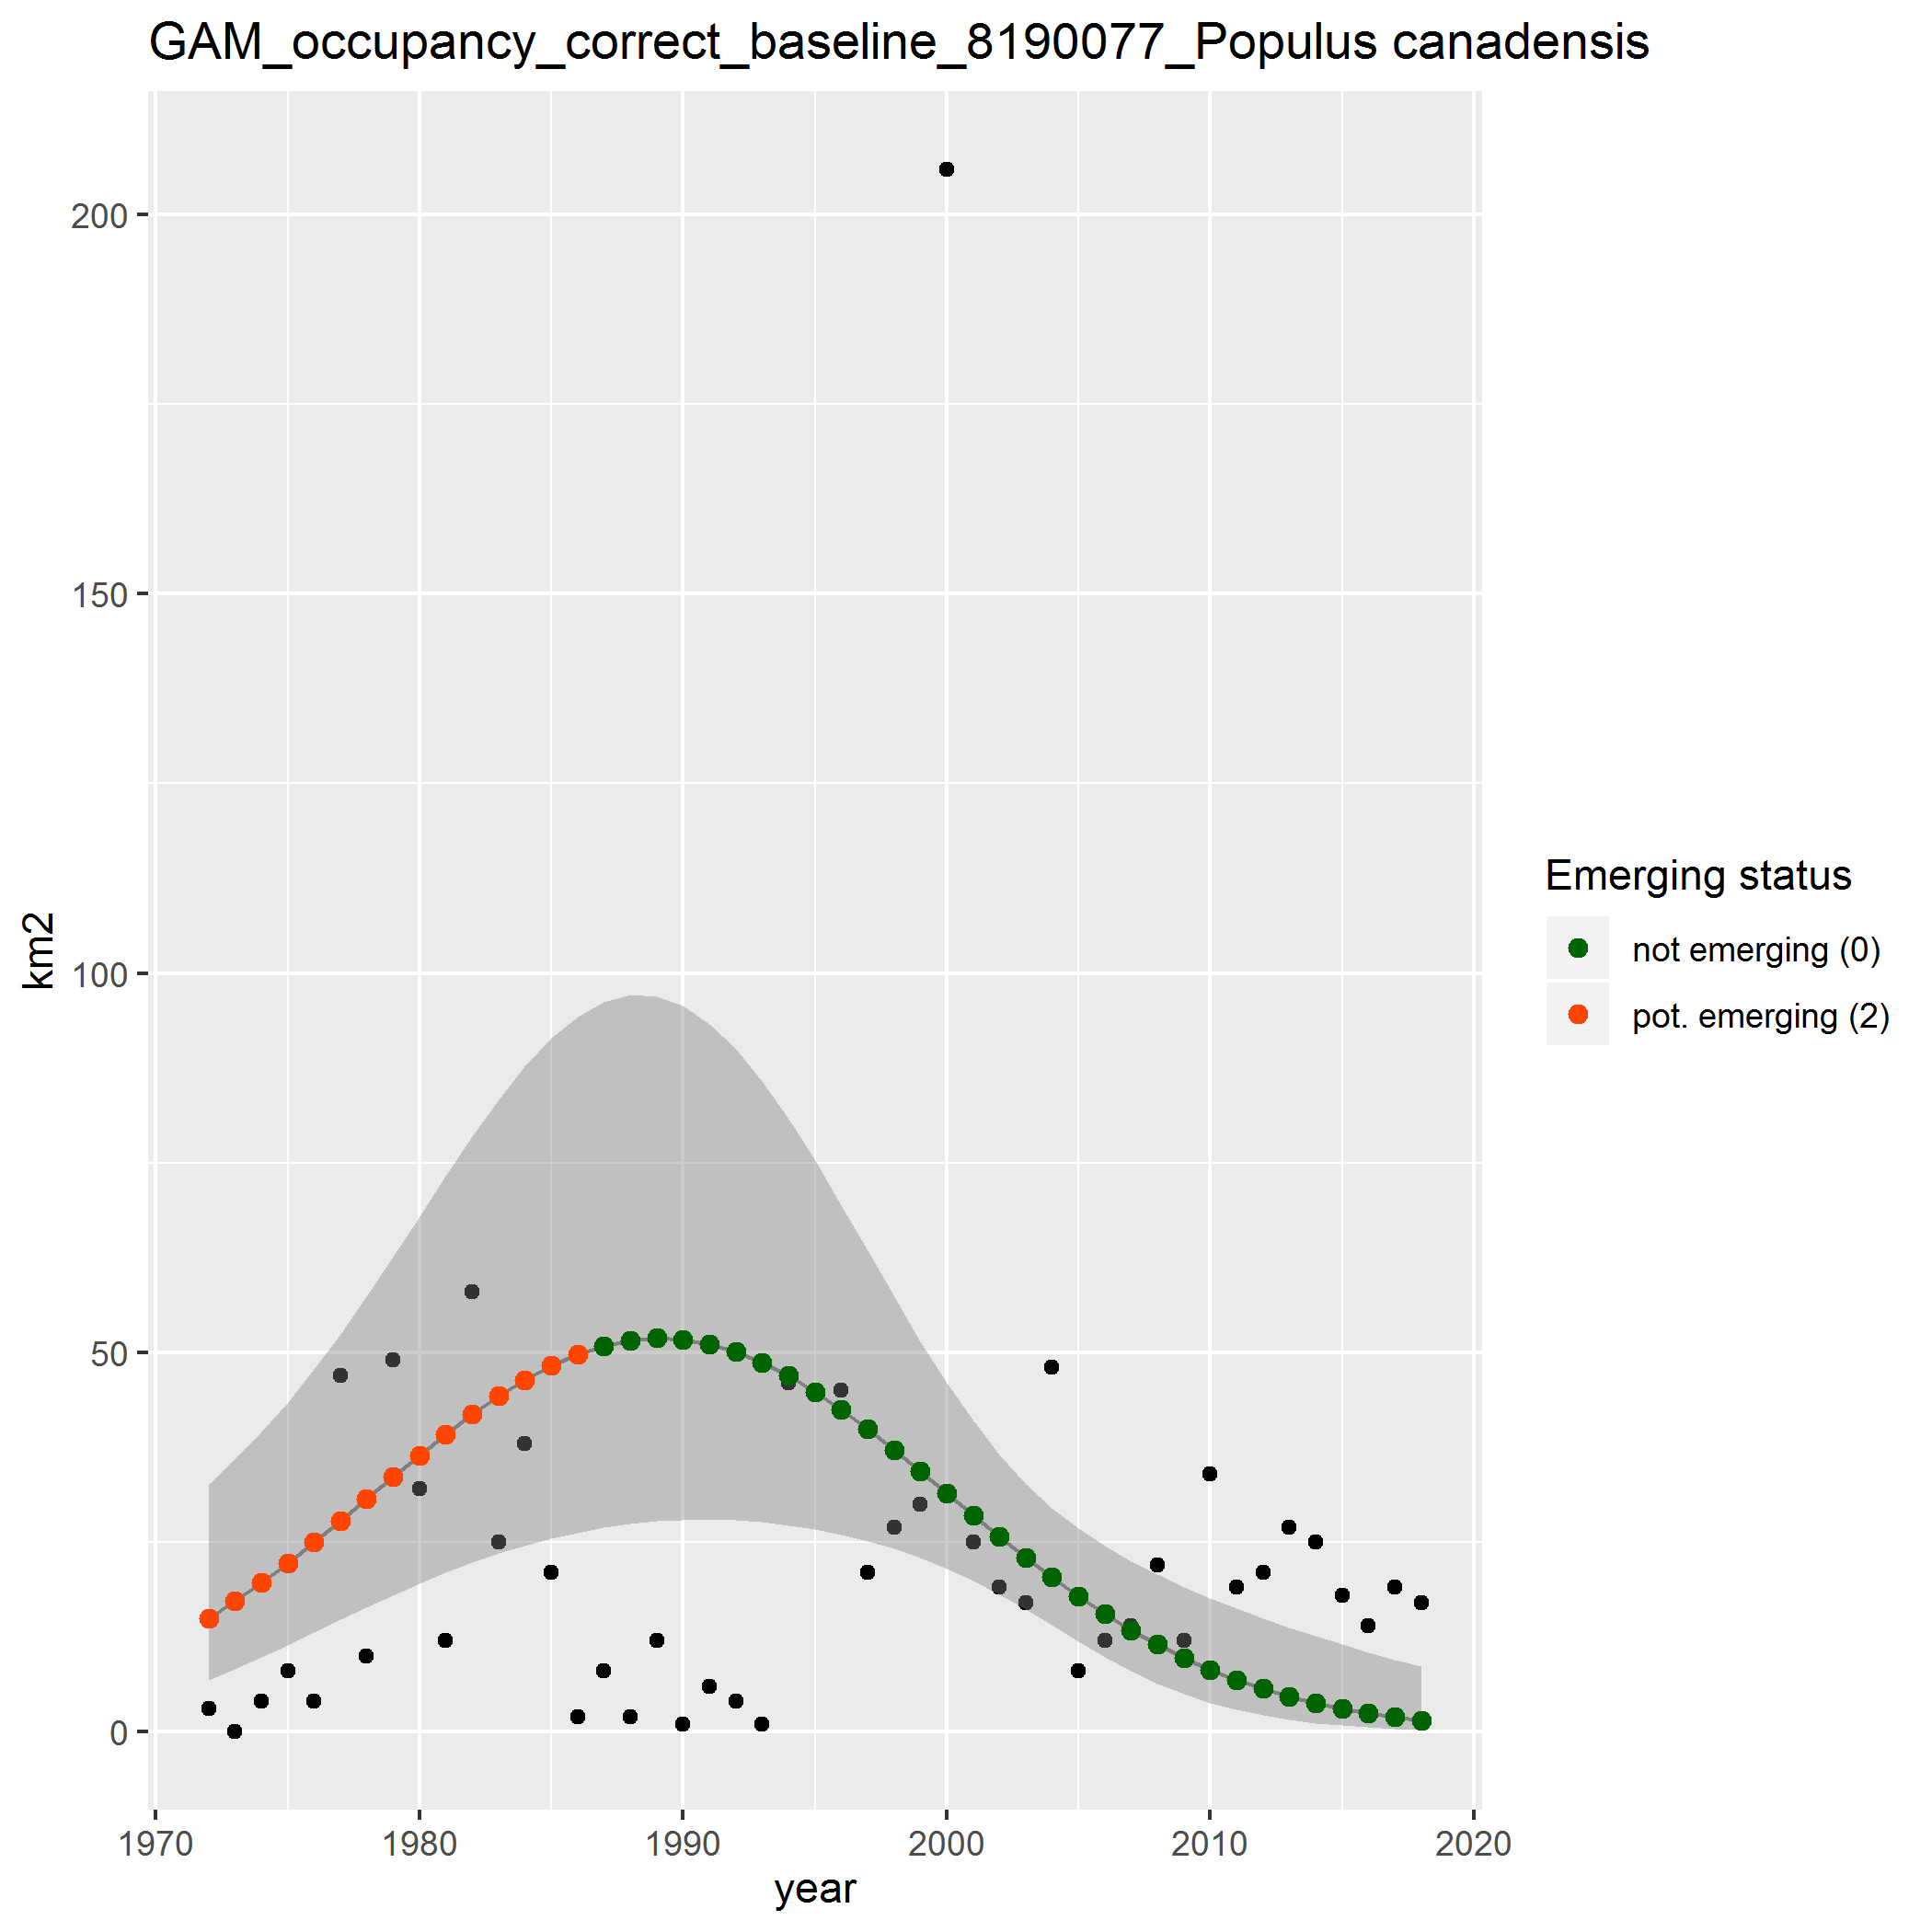 GAM_occupancy_correct_baseline_8190077_Populus canadensis
200
150
100
50
0
km2
1970
1980
1990
2000
2010
2020
year
Emerging status
not emerging (0)
pot. emerging (2)